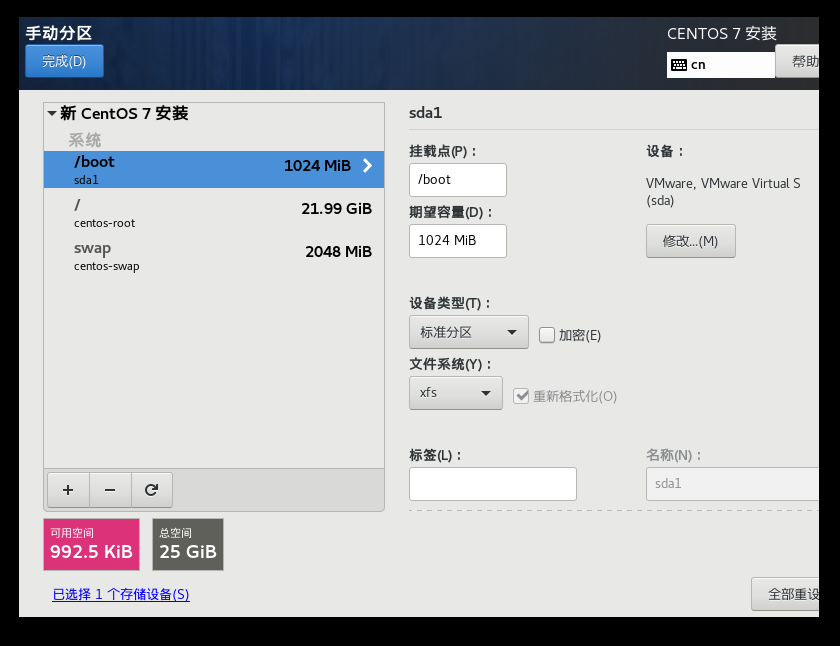 手动分区
CENTOS 7 安装
完成(D)
cn
帮助
新 CentOS 7 安装
系统
/boot
1024 MiB
sda1
/
21.99 GiB
centos-root
swap
2048 MiB
centos-swap
+ −
可用空间
992.5 KiB
总空间
25 GiB
已选择 1 个存储设备(S)
sda1
挂载点(P)：
/boot
期望容量(D)：
1024 MiB
设备：
VMware, VMware Virtual S
(sda)
修改...(M)
设备类型(T)：
标准分区
加密(E)
文件系统(Y)：
xfs
重新格式化(O)
标签(L)：
名称(N)：
sda1
全部重设